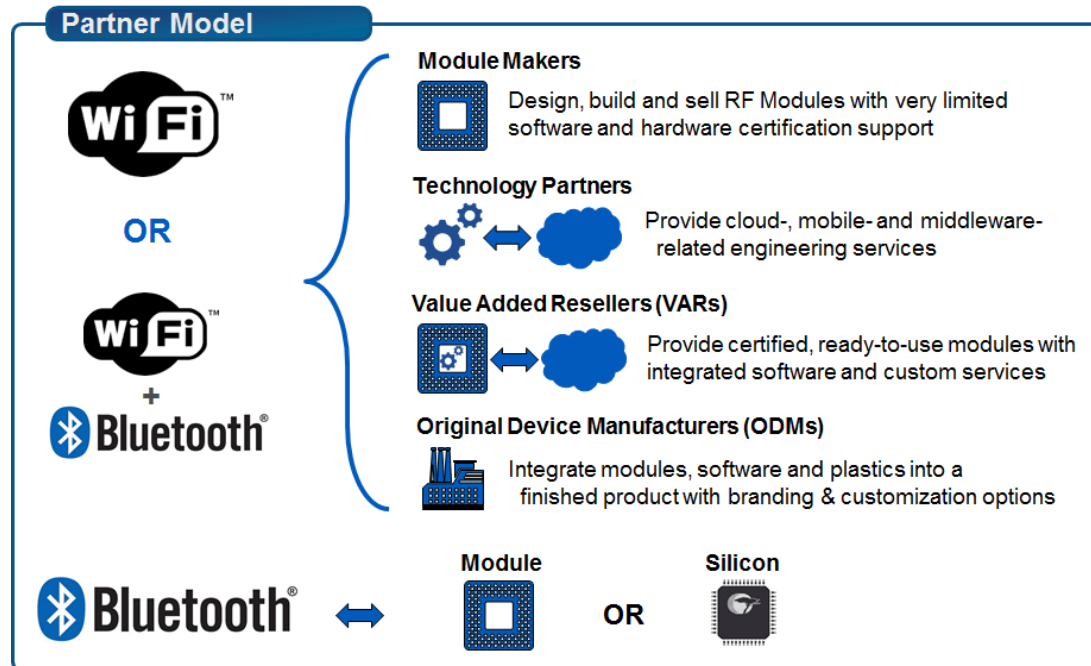 Partner Model
WiFi™
OR
WiFi™
+
Bluetooth®
Module Makers
Design, build and sell RF Modules with very limited
software and hardware certification support
Technology Partners
Provide cloud-, mobile- and middleware-
related engineering services
Value Added Resellers (VARs)
Provide certified, ready-to-use modules with
integrated software and custom services
Original Device Manufacturers (ODMs)
Integrate modules, software and plastics into a
finished product with branding & customization options
Bluetooth®
Module
OR
Silicon